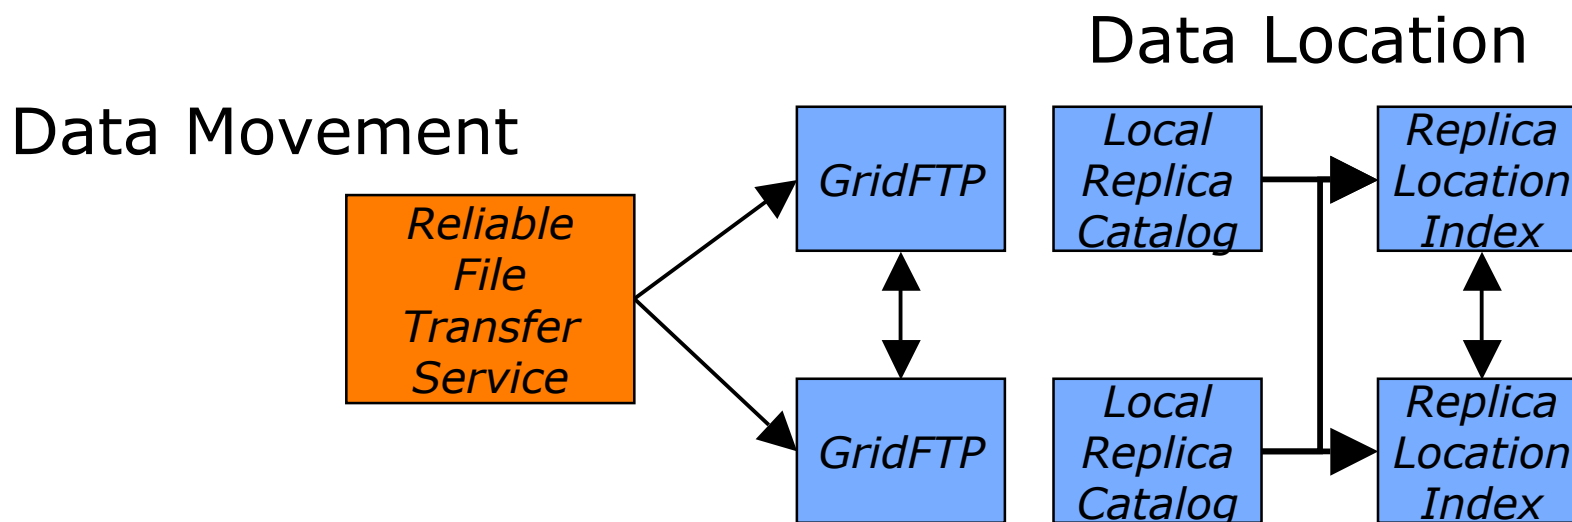 Data Location
Data Movement
Reliable
File
Transfer
Service
GridFTP
GridFTP
Local
Replica
Catalog
Replica
Location
Index
Local
Replica
Catalog
Replica
Location
Index